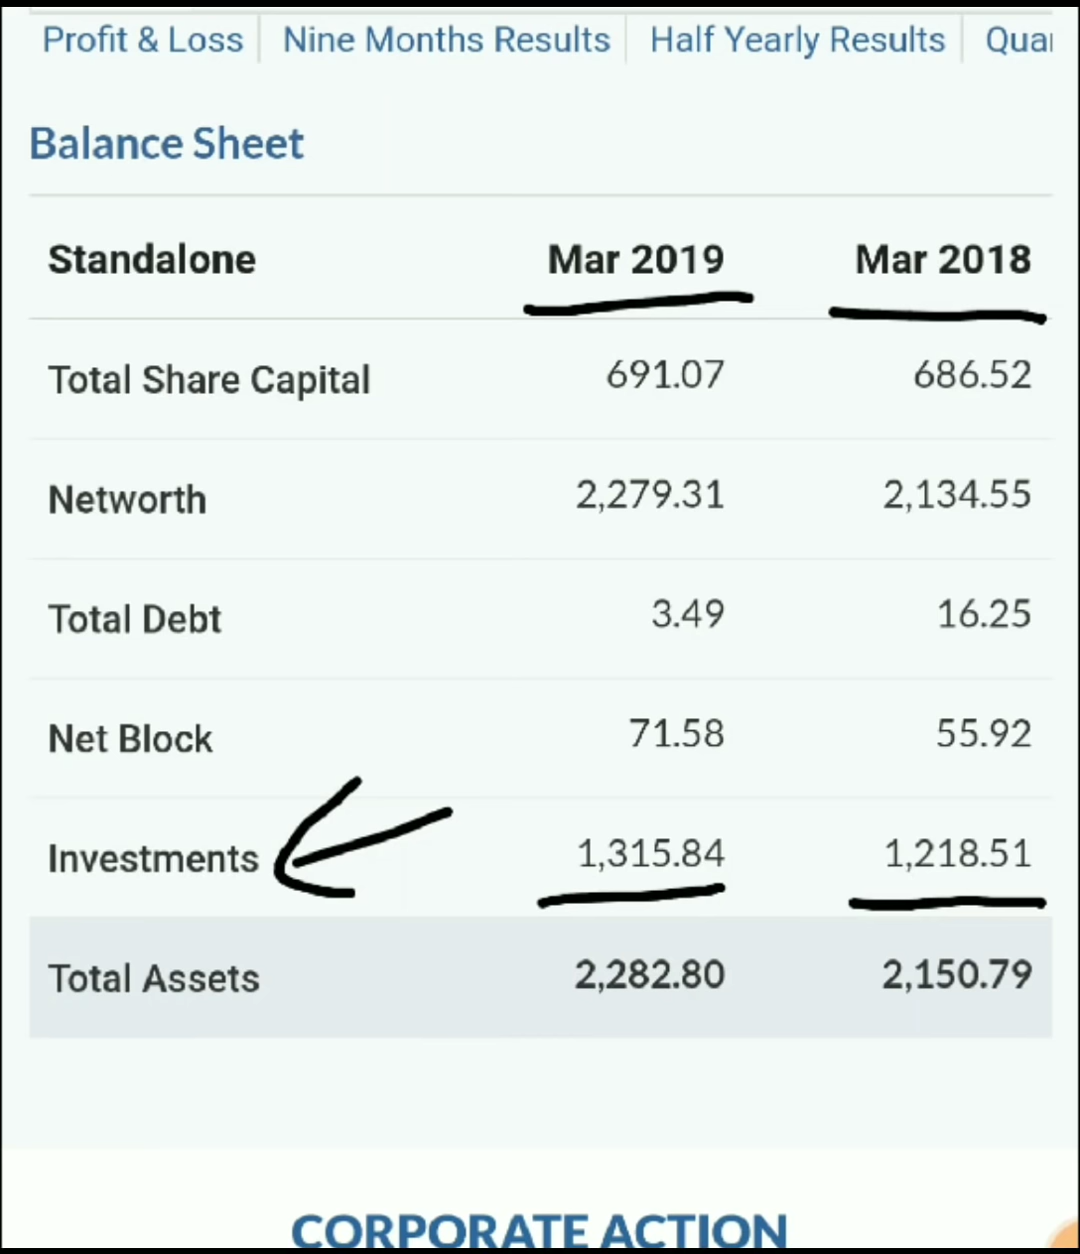 Profit & Loss Nine Months Results Half Yearly Results
Balance Sheet
Standalone Mar 2019 Mar 2018
Total Share Capital 691.07 686.52
Networth 2,279.31 2,134.55
Total Debt 3.49 16.25
Net Block 71.58 55.92
Investments 1,315.84 1,218.51
Total Assets 2,282.80 2,150.79
CORPORATE ACTION